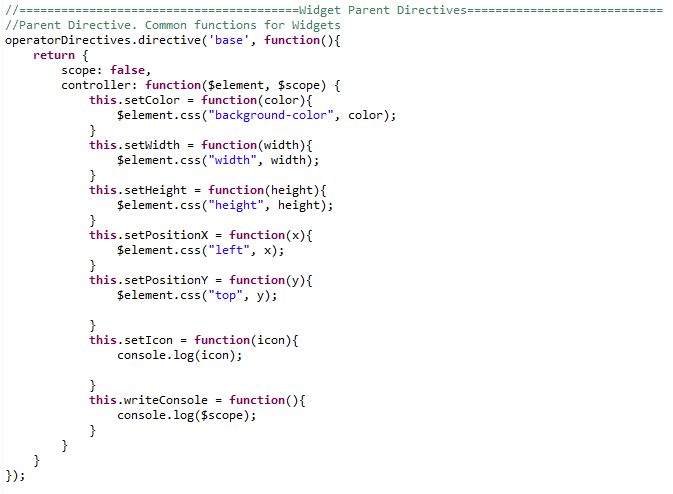 //========================================Widget Parent Directives============================
//Parent Directive. Common functions for Widgets
operatorDirectives.directive('base', function(){
    return {
        scope: false,
        controller: function($element, $scope) {
            this.setColor = function(color){
                $element.css("background-color", color);
            }
            this.setWidth = function(width){
                $element.css("width", width);
            }
            this.setHeight = function(height){
                $element.css("height", height);
            }
            this.setPositionX = function(x){
                $element.css("left", x);
            }
            this.setPositionY = function(y){
                $element.css("top", y);

            }
            this.setIcon = function(icon){
                console.log(icon);

            }
            this.writeConsole = function(){
                console.log($scope);
            }
        }
    }
});